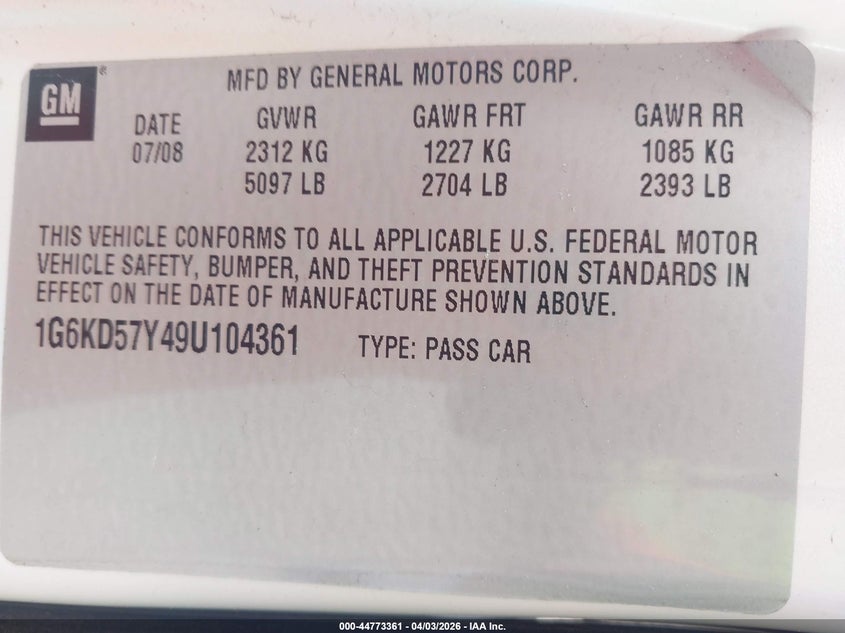 GM®
MFD BY GENERAL MOTORS CORP.
DATE GVWR GAWR FRT GAWR RR
07/08 2312 KG 1227 KG 1085 KG
5097 LB 2704 LB 2393 LB
THIS VEHICLE CONFORMS TO ALL APPLICABLE U.S. FEDERAL MOTOR
VEHICLE SAFETY, BUMPER, AND THEFT PREVENTION STANDARDS IN
EFFECT ON THE DATE OF MANUFACTURE SHOWN ABOVE.
1G6KD57Y49U104361 TYPE: PASS CAR
000-44773361 - 04/03/2026 - IAA Inc.